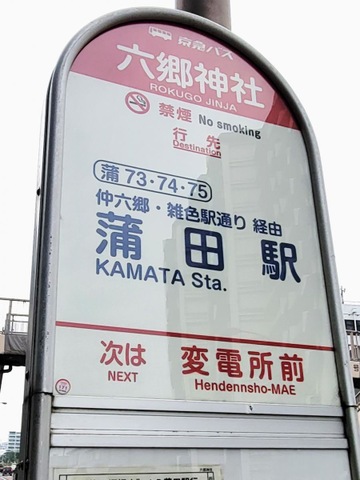 京急バス
六郷神社
ROKUGO JINJA
禁煙 No smoking
行先
Destination
蒲 73・74・75
仲六郷・雑色駅通り 経由
蒲田駅
KAMATA Sta.
次は 変電所前
NEXT Hendennsho-MAE